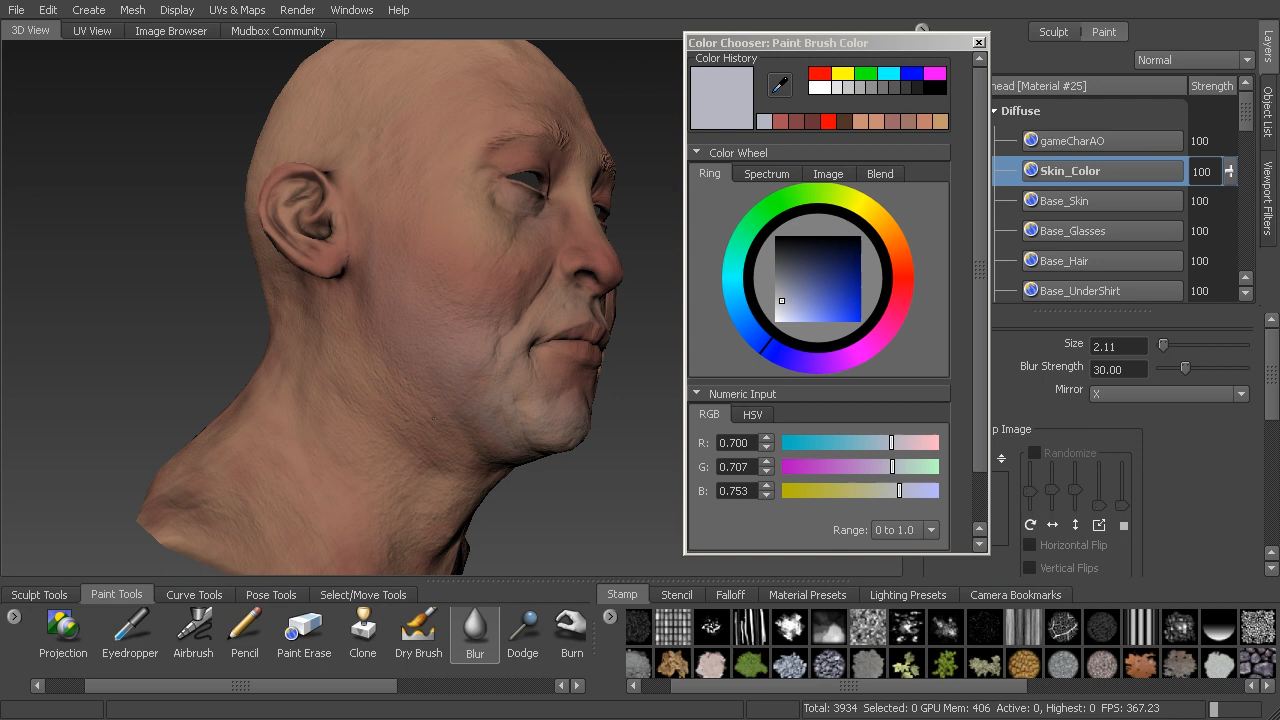 File Edit Create Mesh Display UVs & Maps Render Windows Help
3D View UV View Image Browser Mudbox Community
Color Chooser: Paint Brush Color
Color History
Color Wheel
Ring Spectrum Image Blend
Numeric Input
RGB HSV
R: 0.700
G: 0.707
B: 0.753
Range: 0 to 1.0
Sculpt Paint
Normal
head [Material #25] Strength
Diffuse
gameCharAO 100
Skin_Color 100
Base_Skin 100
Base_Glasses 100
Base_Hair 100
Base_UnderShirt 100
Layers
Object List
Viewport Filters
Size 2.11
Blur Strength 30.00
Mirror X
p Image
Randomize
Horizontal Flip
Vertical Flips
Sculpt Tools Paint Tools Curve Tools Pose Tools Select/Move Tools
Projection Eyedropper Airbrush Pencil Paint Erase Clone Dry Brush Blur Dodge Burn
Stamp Stencil Falloff Material Presets Lighting Presets Camera Bookmarks
Total: 3934 Selected: 0 GPU Mem: 406 Active: 0, Highest: 0 FPS: 367.23